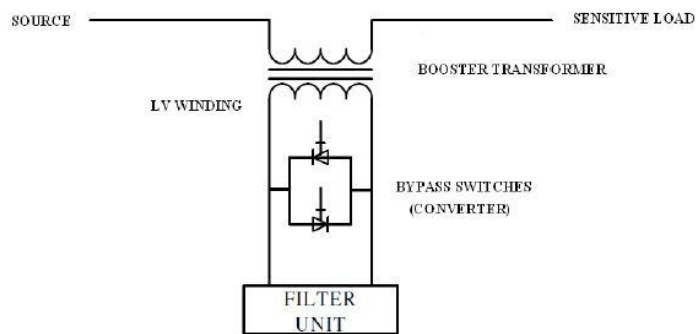 SOURCE
SENSITIVE LOAD
BOOSTER TRANSFORMER
LV WINDING
BYPASS SWITCHES
(CONVERTER)
FILTER
UNIT